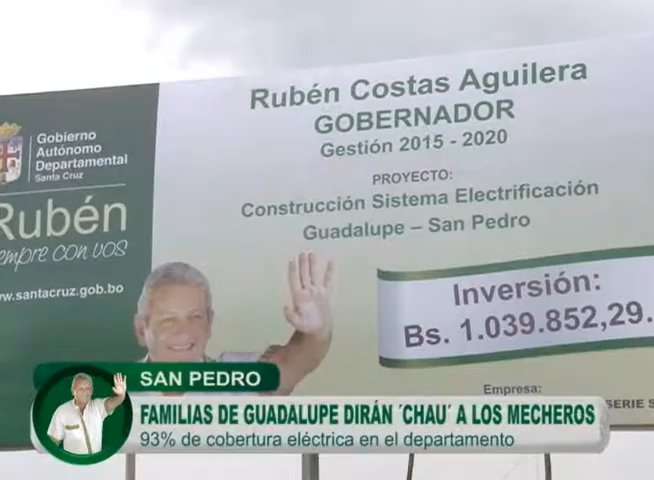 Rubén Costas Aguilera
GOBERNADOR
Gestión 2015 - 2020
Gobierno
Autónomo
Departamental
Santa Cruz
Rubén
siempre con vos
www.santacruz.gob.bo
PROYECTO:
Construcción Sistema Electrificación
Guadalupe – San Pedro
Inversión:
Bs. 1.039.852,29.
Empresa:
SERIE S
SAN PEDRO
FAMILIAS DE GUADALUPE DIRÁN ´CHAU´ A LOS MECHEROS
93% de cobertura eléctrica en el departamento